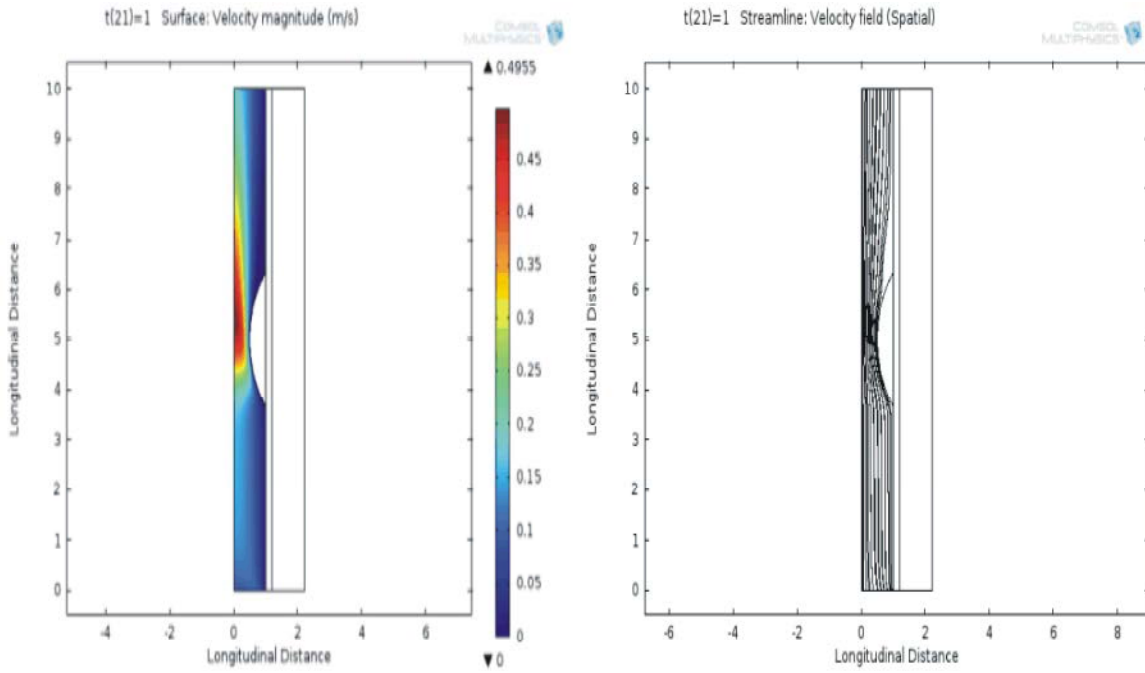 t(21)=1 Surface: Velocity magnitude (m/s)
COMSOL
MULTIPHYSICS
▲ 0.4955
10
9
8
7
6
5
4
3
2
1
0
Longitudinal Distance
-4 -2 0 2 4 6
Longitudinal Distance
0.45
0.4
0.35
0.3
0.25
0.2
0.15
0.1
0.05
0
▼ 0
t(21)=1 Streamline: Velocity field (Spatial)
COMSOL
MULTIPHYSICS
10
9
8
7
6
5
4
3
2
1
0
Longitudinal Distance
-6 -4 -2 0 2 4 6 8
Longitudinal Distance